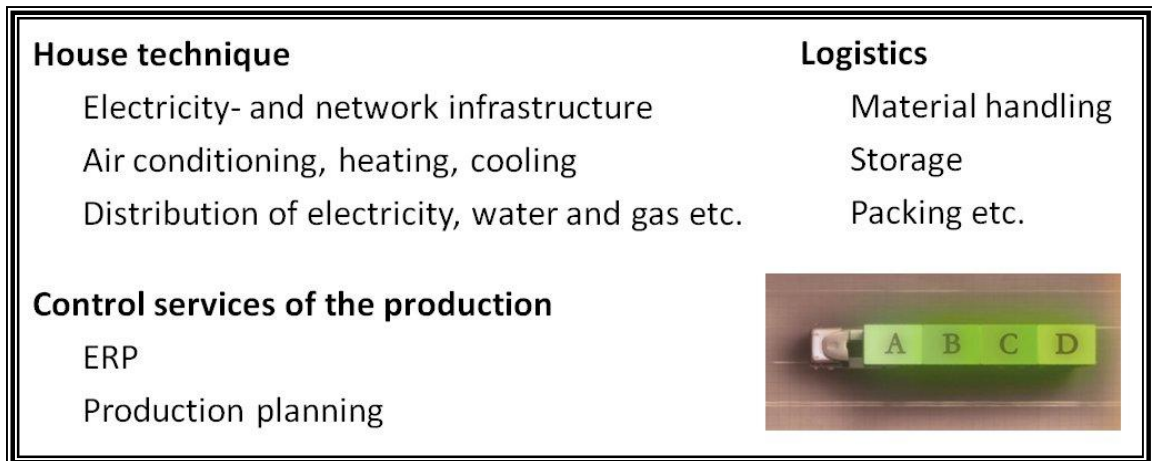 House technique
Electricity- and network infrastructure
Air conditioning, heating, cooling
Distribution of electricity, water and gas etc.
Logistics
Material handling
Storage
Packing etc.
Control services of the production
ERP
Production planning
A B C D